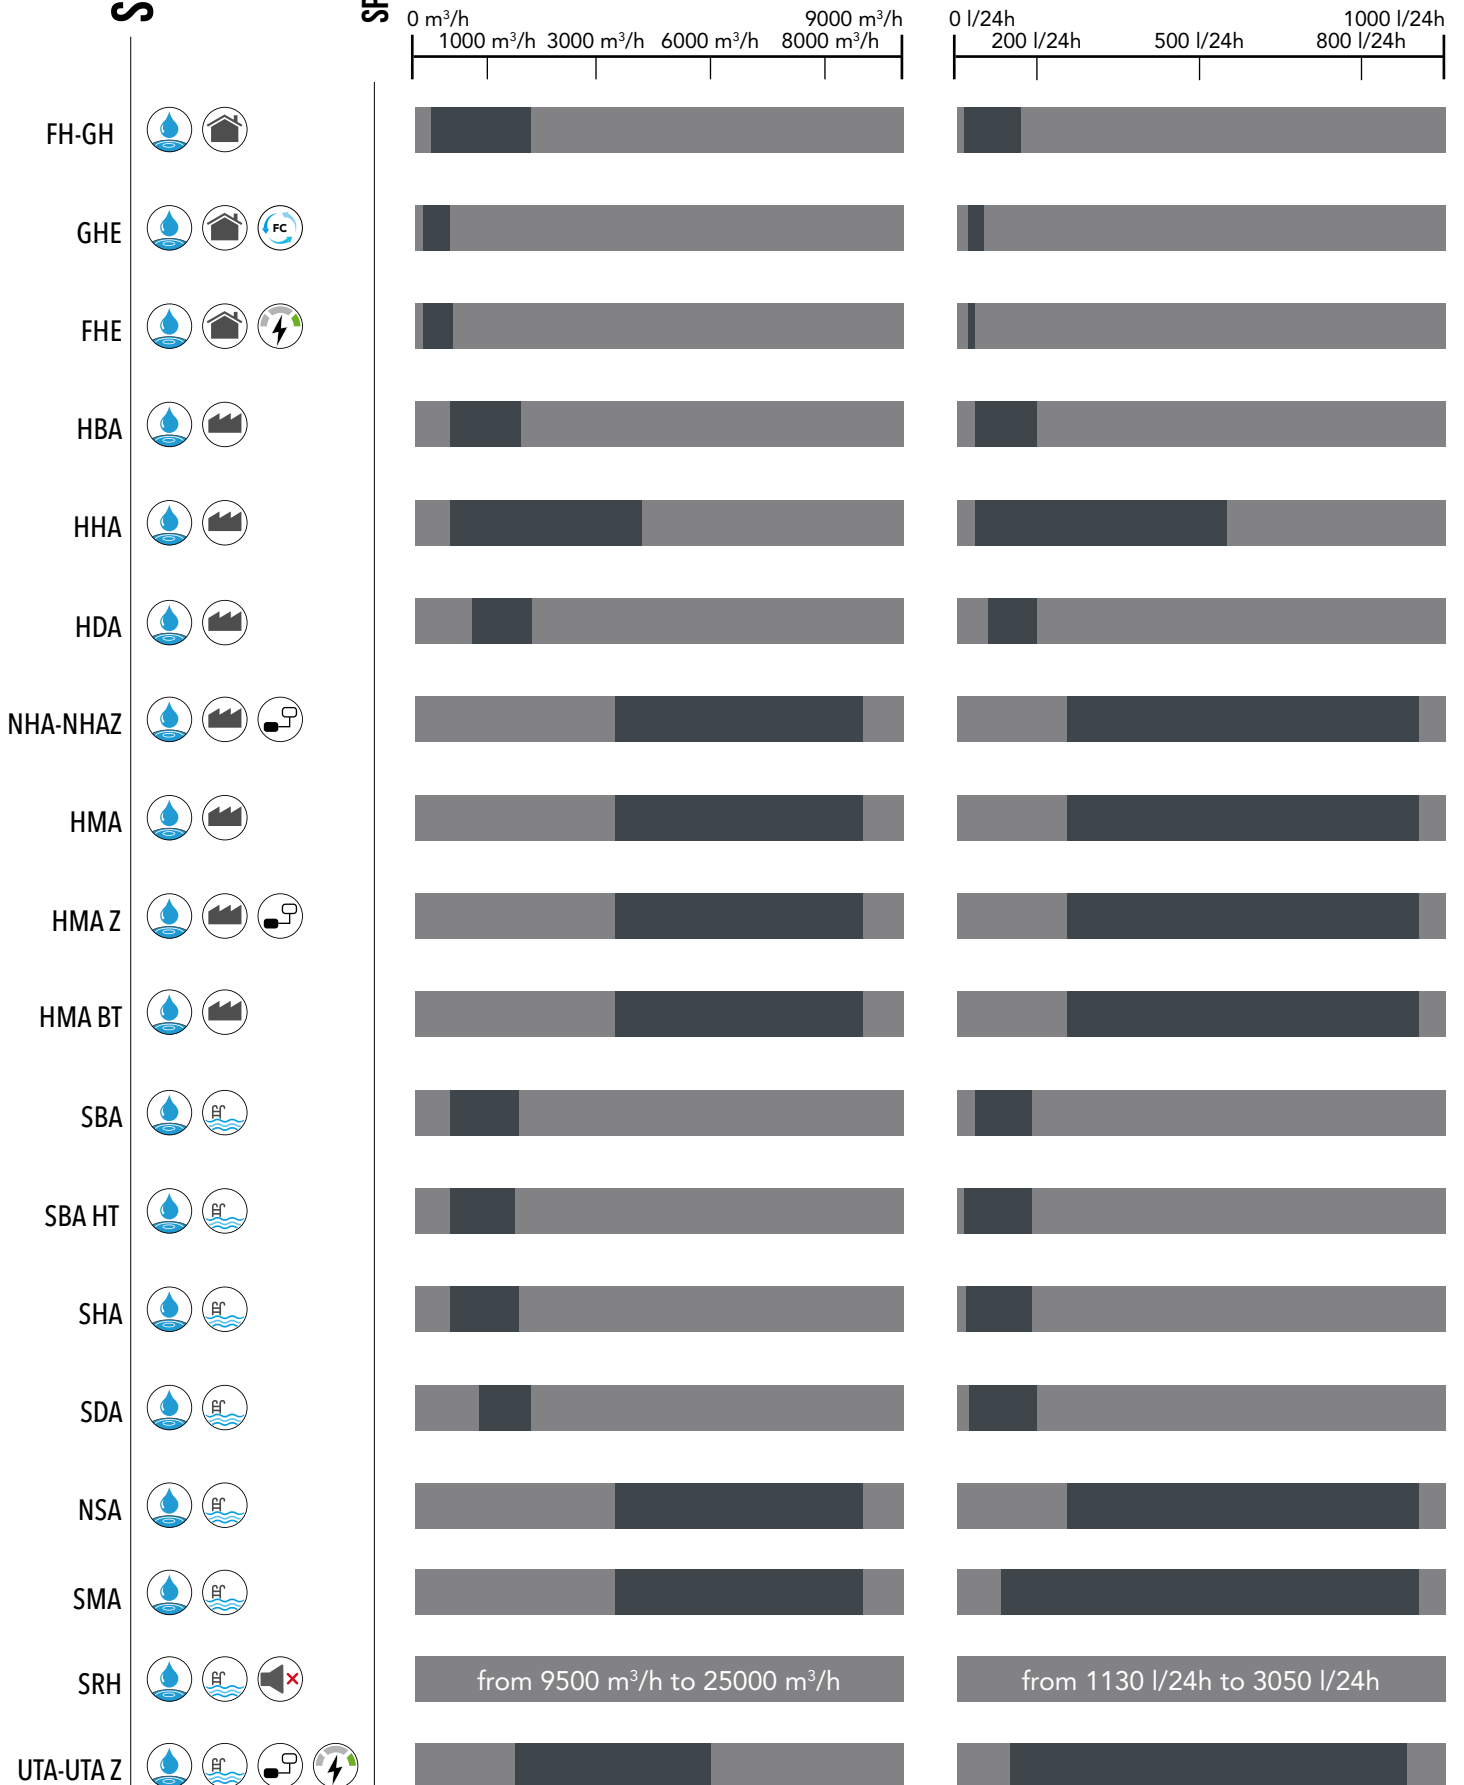 0 m³/h 9000 m³/h 0 l/24h 1000 l/24h
1000 m³/h 3000 m³/h 6000 m³/h 8000 m³/h 200 l/24h 500 l/24h 800 l/24h
FH-GH
GHE FC
FHE
HBA
HHA
HDA
NHA-NHAZ
HMA
HMA Z
HMA BT
SBA
SBA HT
SHA
SDA
NSA
SMA
SRH from 9500 m³/h to 25000 m³/h from 1130 l/24h to 3050 l/24h
UTA-UTA Z